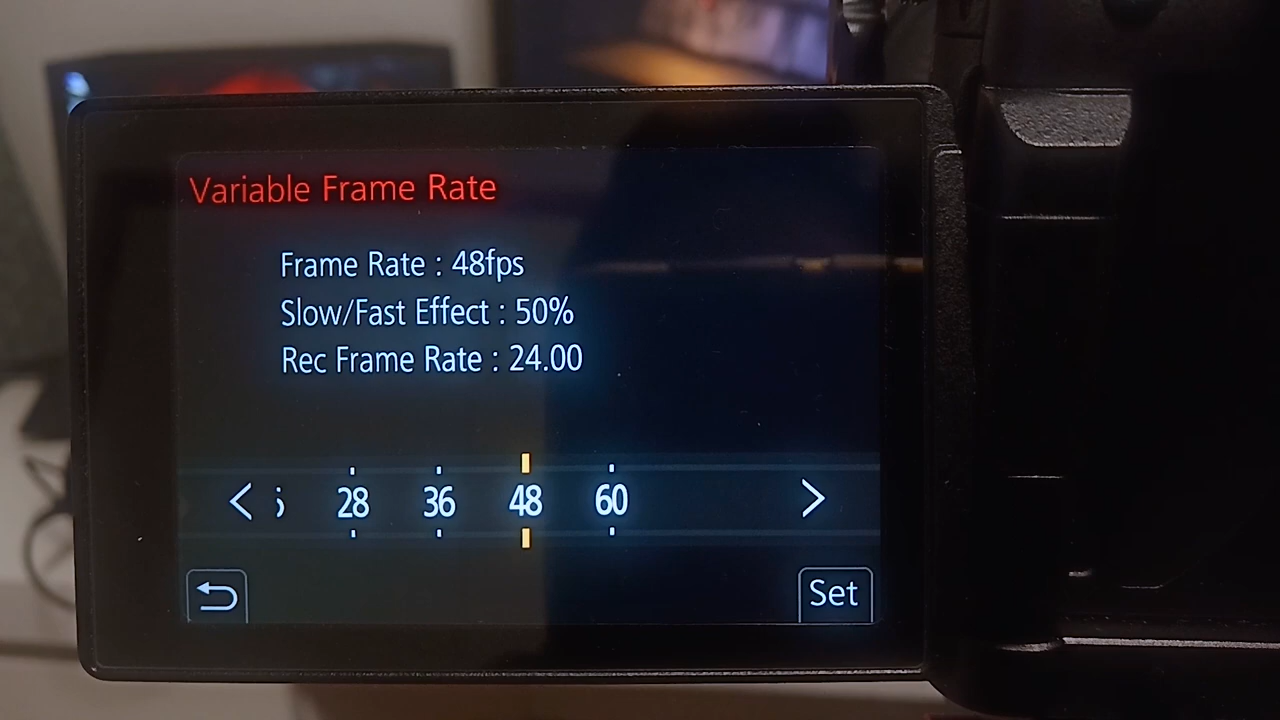 Variable Frame Rate
Frame Rate : 48fps
Slow/Fast Effect : 50%
Rec Frame Rate : 24.00
28 36 48 60
Set